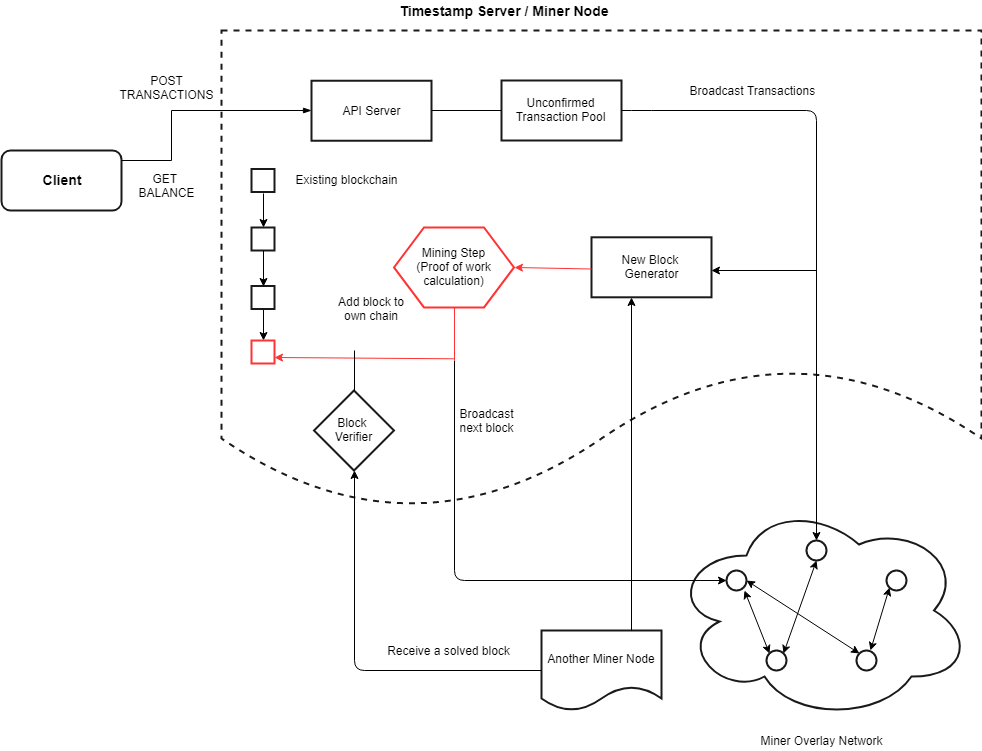 Timestamp Server / Miner Node
POST
TRANSACTIONS
API Server
Unconfirmed
Transaction Pool
Broadcast Transactions
Client
GET
BALANCE
Existing blockchain
Mining Step
(Proof of work
calculation)
New Block
Generator
Add block to
own chain
Block
Verifier
Broadcast
next block
Receive a solved block
Another Miner Node
Miner Overlay Network